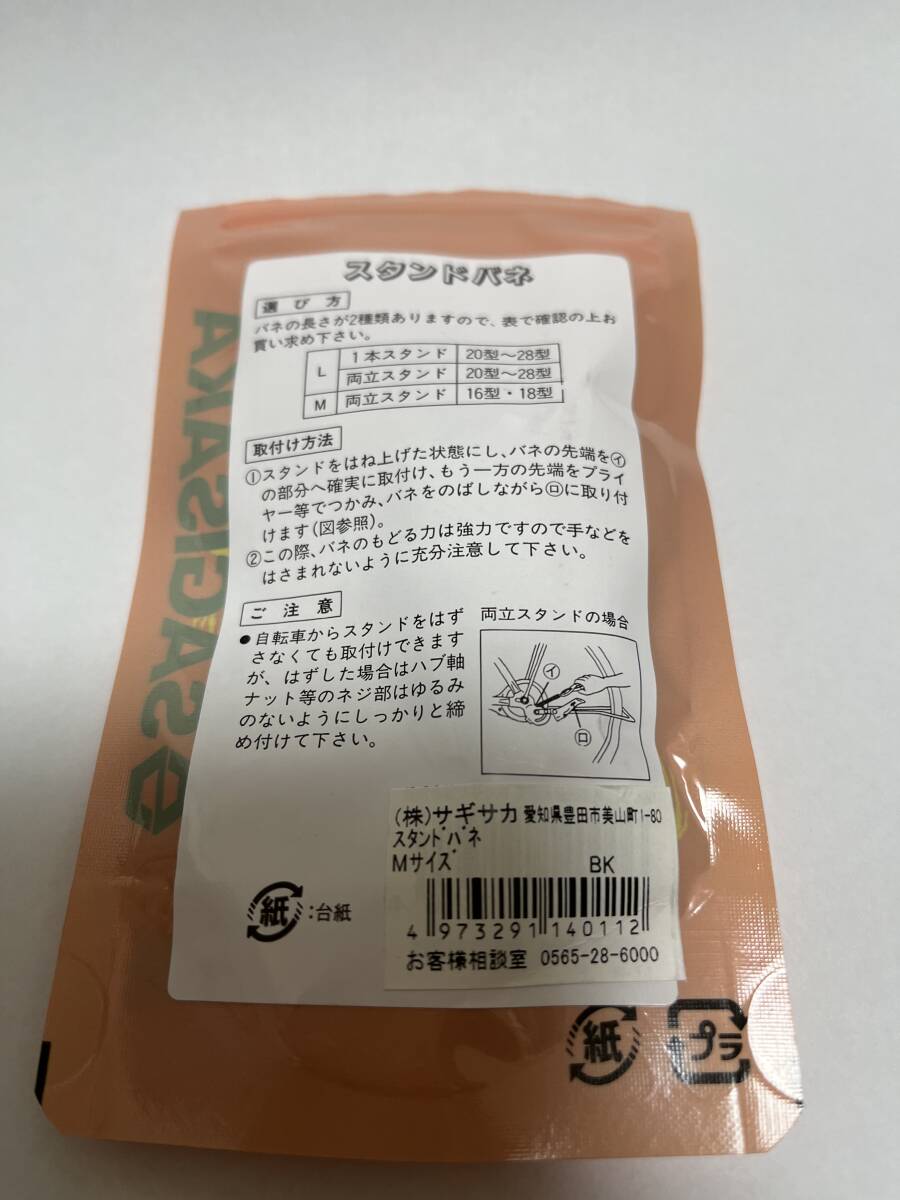 スタンドバネ
選び方
バネの長さが2種類ありますので、表で確認の上お
買い求め下さい。
L 1本スタンド 20型〜28型
両立スタンド 20型〜28型
M 両立スタンド 16型・18型
取付け方法
①スタンドをはね上げた状態にし、バネの先端を㋑
の部分へ確実に取付け、もう一方の先端をプライ
ヤー等でつかみ、バネをのばしながら㋺に取り付
けます(図参照)。
②この際、バネのもどる力は強力ですので手などを
はさまれないように充分注意して下さい。
ご注意
●自転車からスタンドをはず
さなくても取付けできます
が、はずした場合はハブ軸
ナット等のネジ部はゆるみ
のないようにしっかりと締
め付けて下さい。
両立スタンドの場合
イ
ロ
(株)サギサカ 愛知県豊田市美山町1-80
スタンドバネ
Mサイズ BK
4 973291 140112
お客様相談室 0565-28-6000
紙:台紙
紙 プラ
SAGISAKA